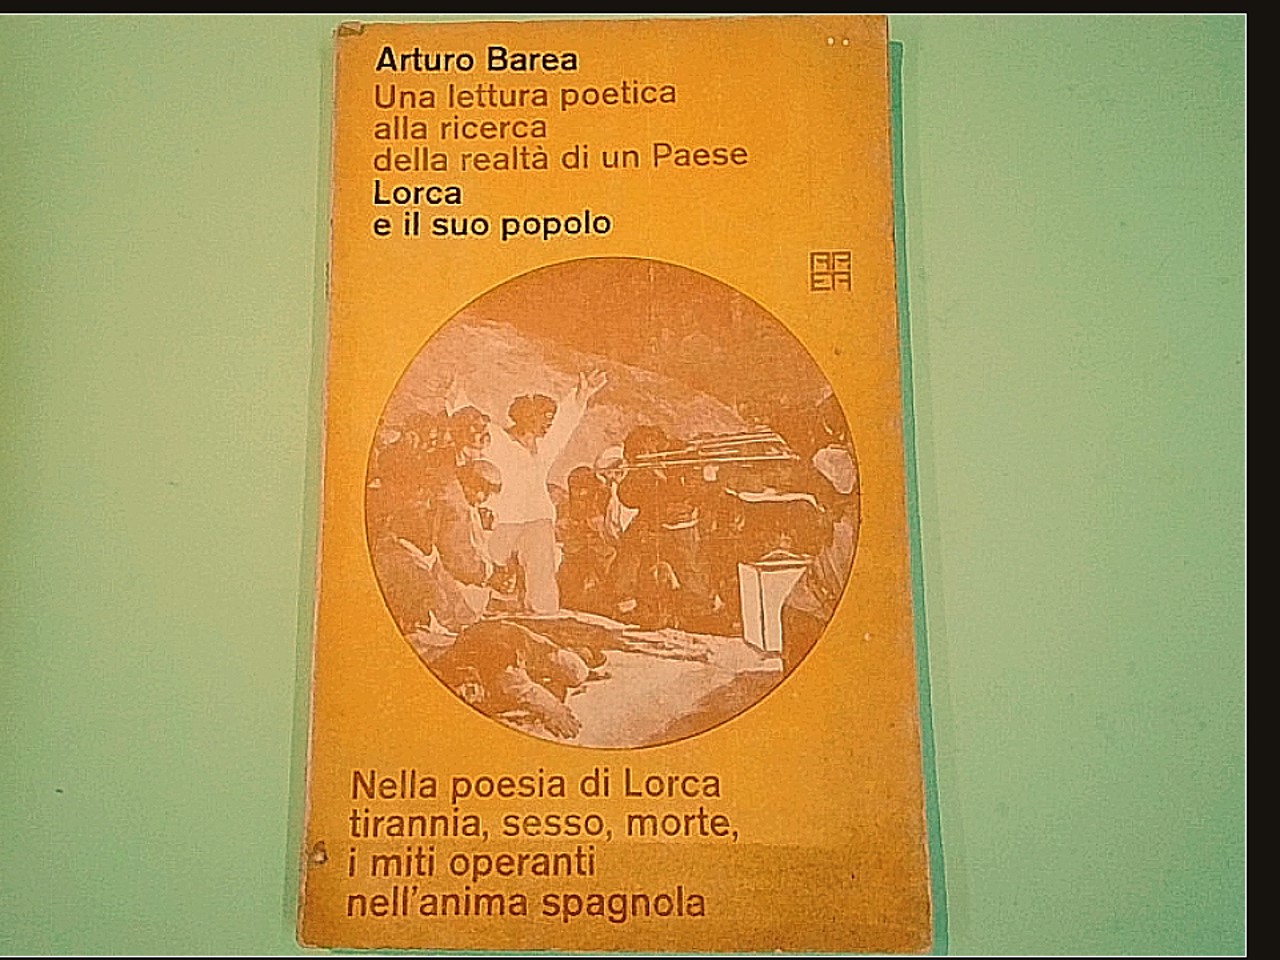 Arturo Barea
Una lettura poetica
alla ricerca
della realtà di un Paese
Lorca
e il suo popolo
Nella poesia di Lorca
tirannia, sesso, morte,
i miti operanti
nell'anima spagnola